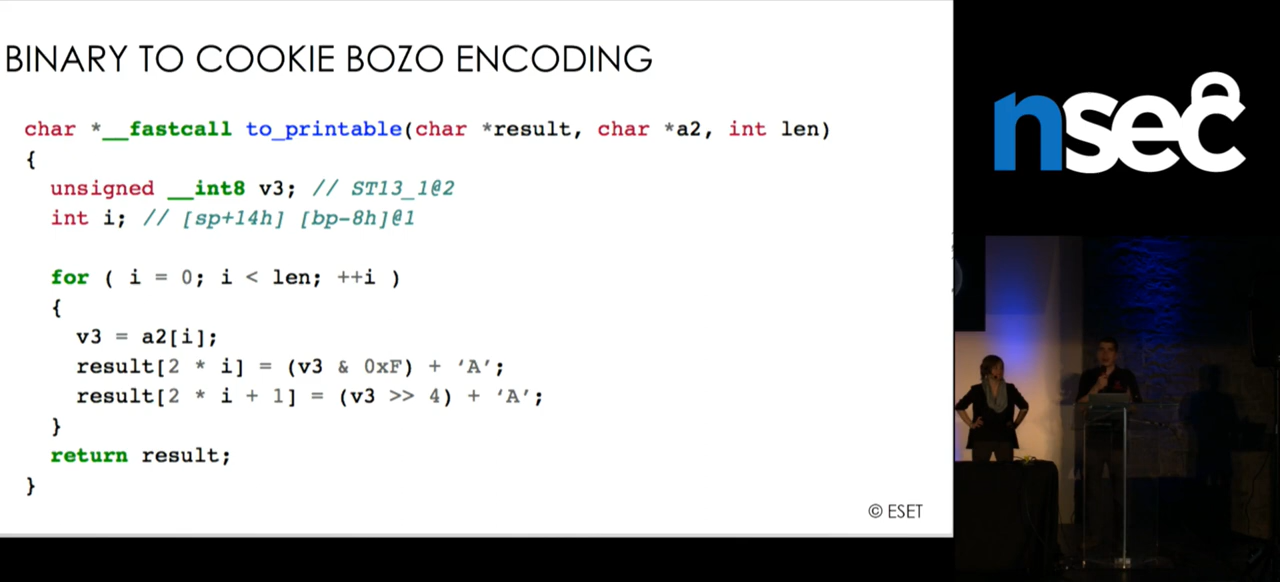 BINARY TO COOKIE BOZO ENCODING
char *__fastcall to_printable(char *result, char *a2, int len)
{
unsigned __int8 v3; // ST13_1@2
int i; // [sp+14h] [bp-8h]@1
for ( i = 0; i < len; ++i )
{
v3 = a2[i];
result[2 * i] = (v3 & 0xF) + ‘A’;
result[2 * i + 1] = (v3 >> 4) + ‘A’;
}
return result;
}
© ESET
nsec